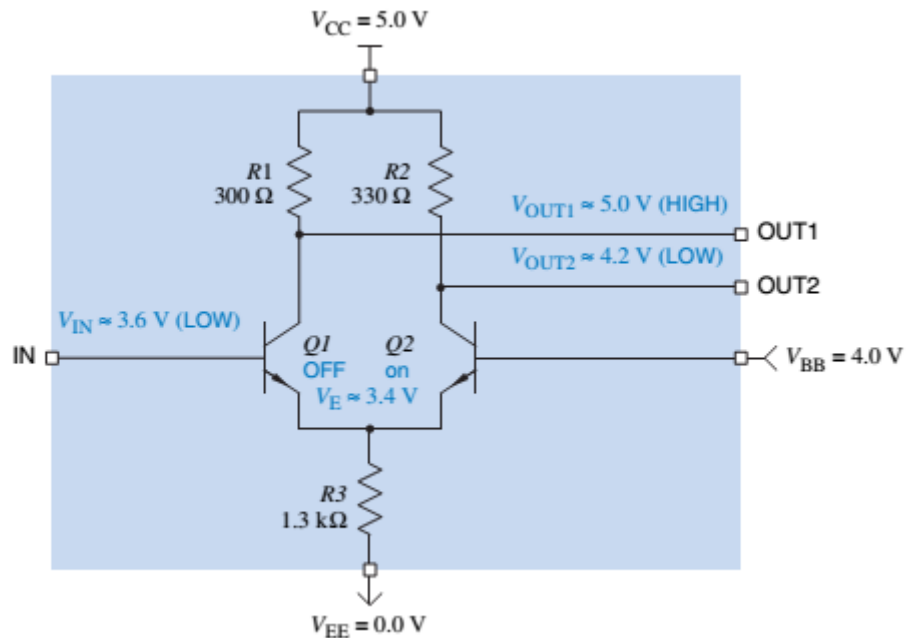 VCC = 5.0 V
R1
300 Ω
R2
330 Ω
VOUT1 ≈ 5.0 V (HIGH)
OUT1
VOUT2 ≈ 4.2 V (LOW)
OUT2
VIN ≈ 3.6 V (LOW)
IN
Q1
OFF
Q2
on
VBB = 4.0 V
VE ≈ 3.4 V
R3
1.3 kΩ
VEE = 0.0 V